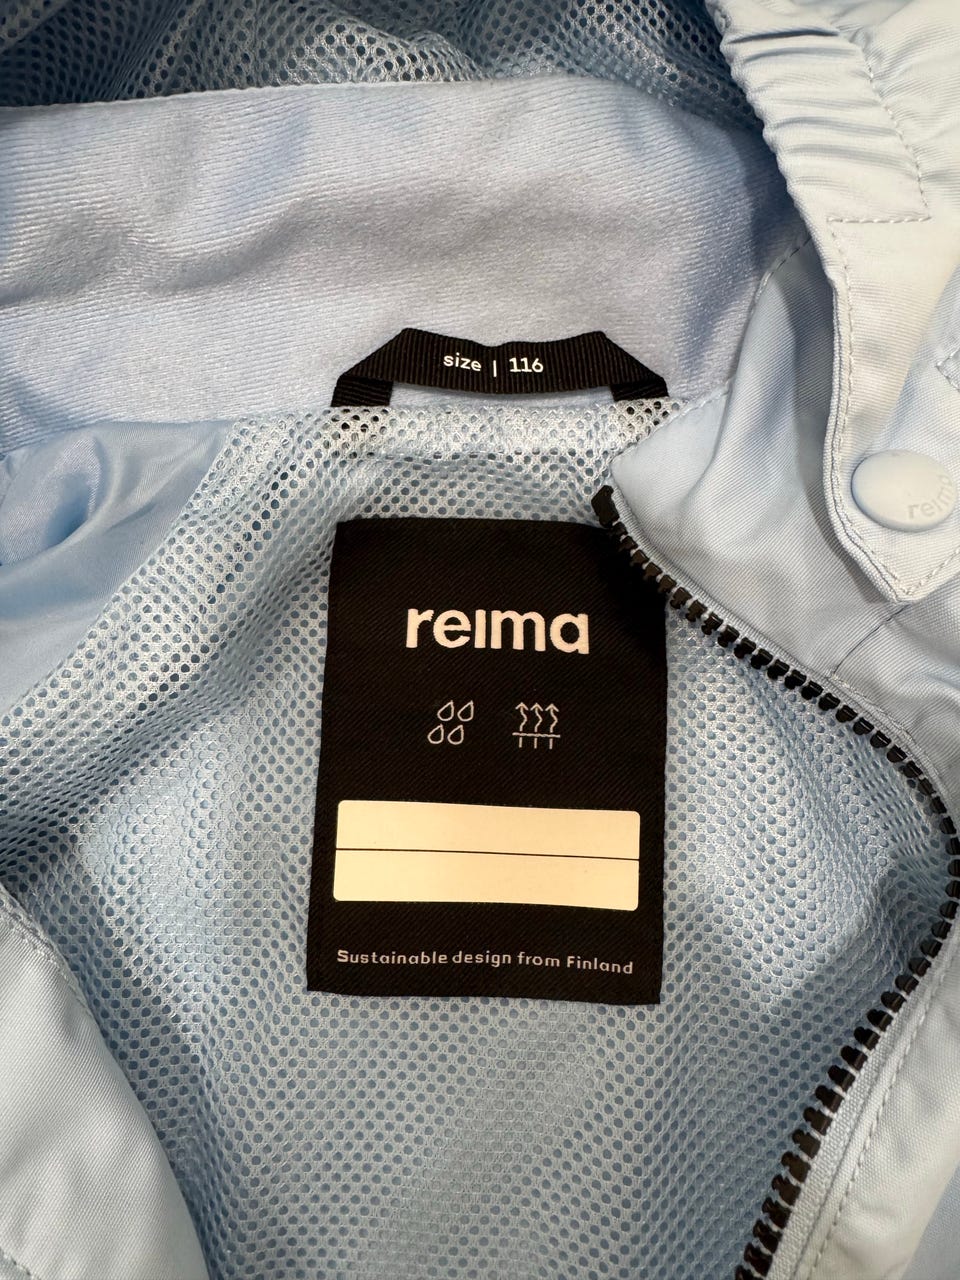 size | 116
reima
reima
Sustainable design from Finland